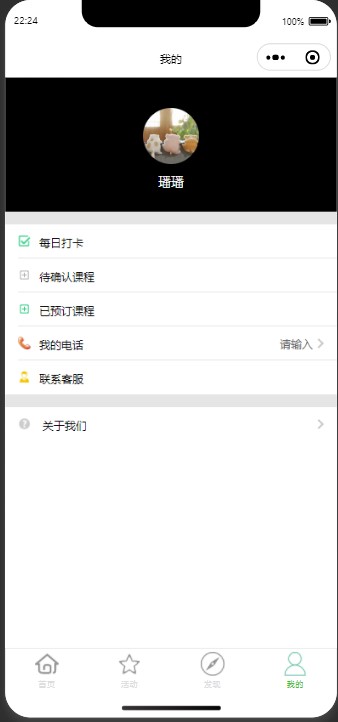 22:24 100%
我的
璠璠
每日打卡
待确认课程
已预订课程
我的电话 请输入
联系客服
关于我们
首页 活动 发现 我的